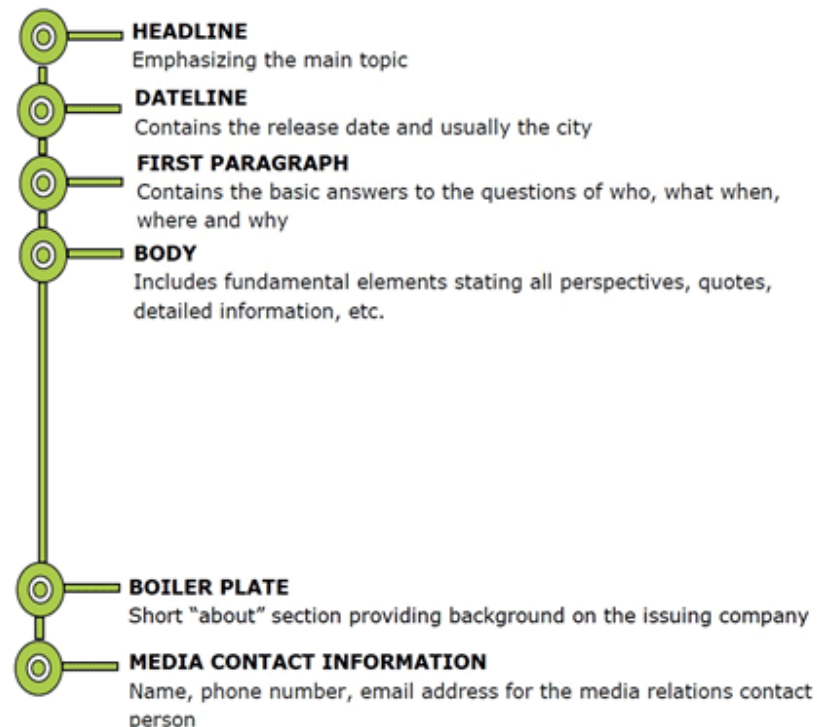 HEADLINE
Emphasizing the main topic
DATELINE
Contains the release date and usually the city
FIRST PARAGRAPH
Contains the basic answers to the questions of who, what when,
where and why
BODY
Includes fundamental elements stating all perspectives, quotes,
detailed information, etc.
BOILER PLATE
Short “about” section providing background on the issuing company
MEDIA CONTACT INFORMATION
Name, phone number, email address for the media relations contact
person